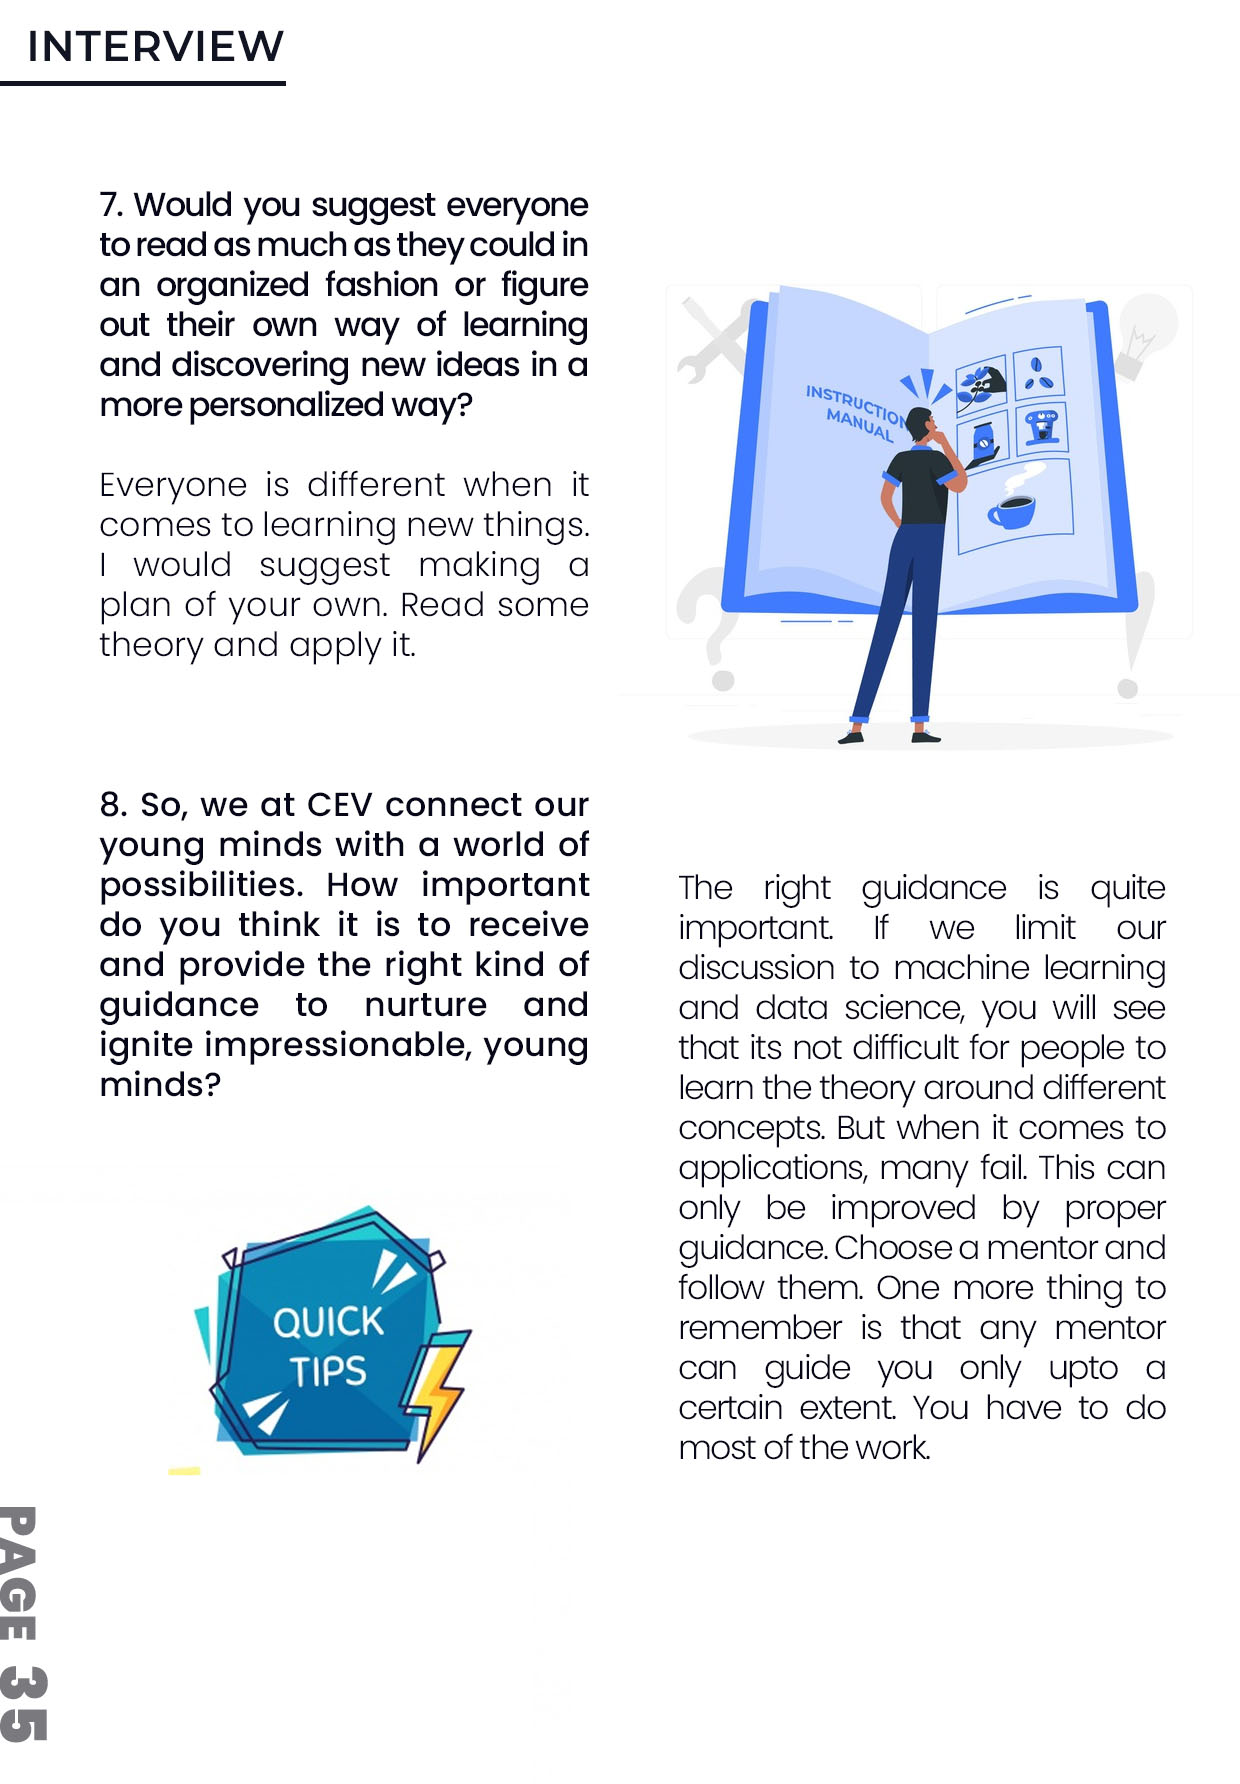 INTERVIEW
7. Would you suggest everyone
to read as much as they could in
an organized fashion or figure
out their own way of learning
and discovering new ideas in a
more personalized way?
Everyone is different when it
comes to learning new things.
I would suggest making a
plan of your own. Read some
theory and apply it.
INSTRUCTION
MANUAL
8. So, we at CEV connect our
young minds with a world of
possibilities. How important
do you think it is to receive
and provide the right kind of
guidance to nurture and
ignite impressionable, young
minds?
QUICK
TIPS
The right guidance is quite
important. If we limit our
discussion to machine learning
and data science, you will see
that its not difficult for people to
learn the theory around different
concepts. But when it comes to
applications, many fail. This can
only be improved by proper
guidance. Choose a mentor and
follow them. One more thing to
remember is that any mentor
can guide you only upto a
certain extent. You have to do
most of the work.
PAGE 35